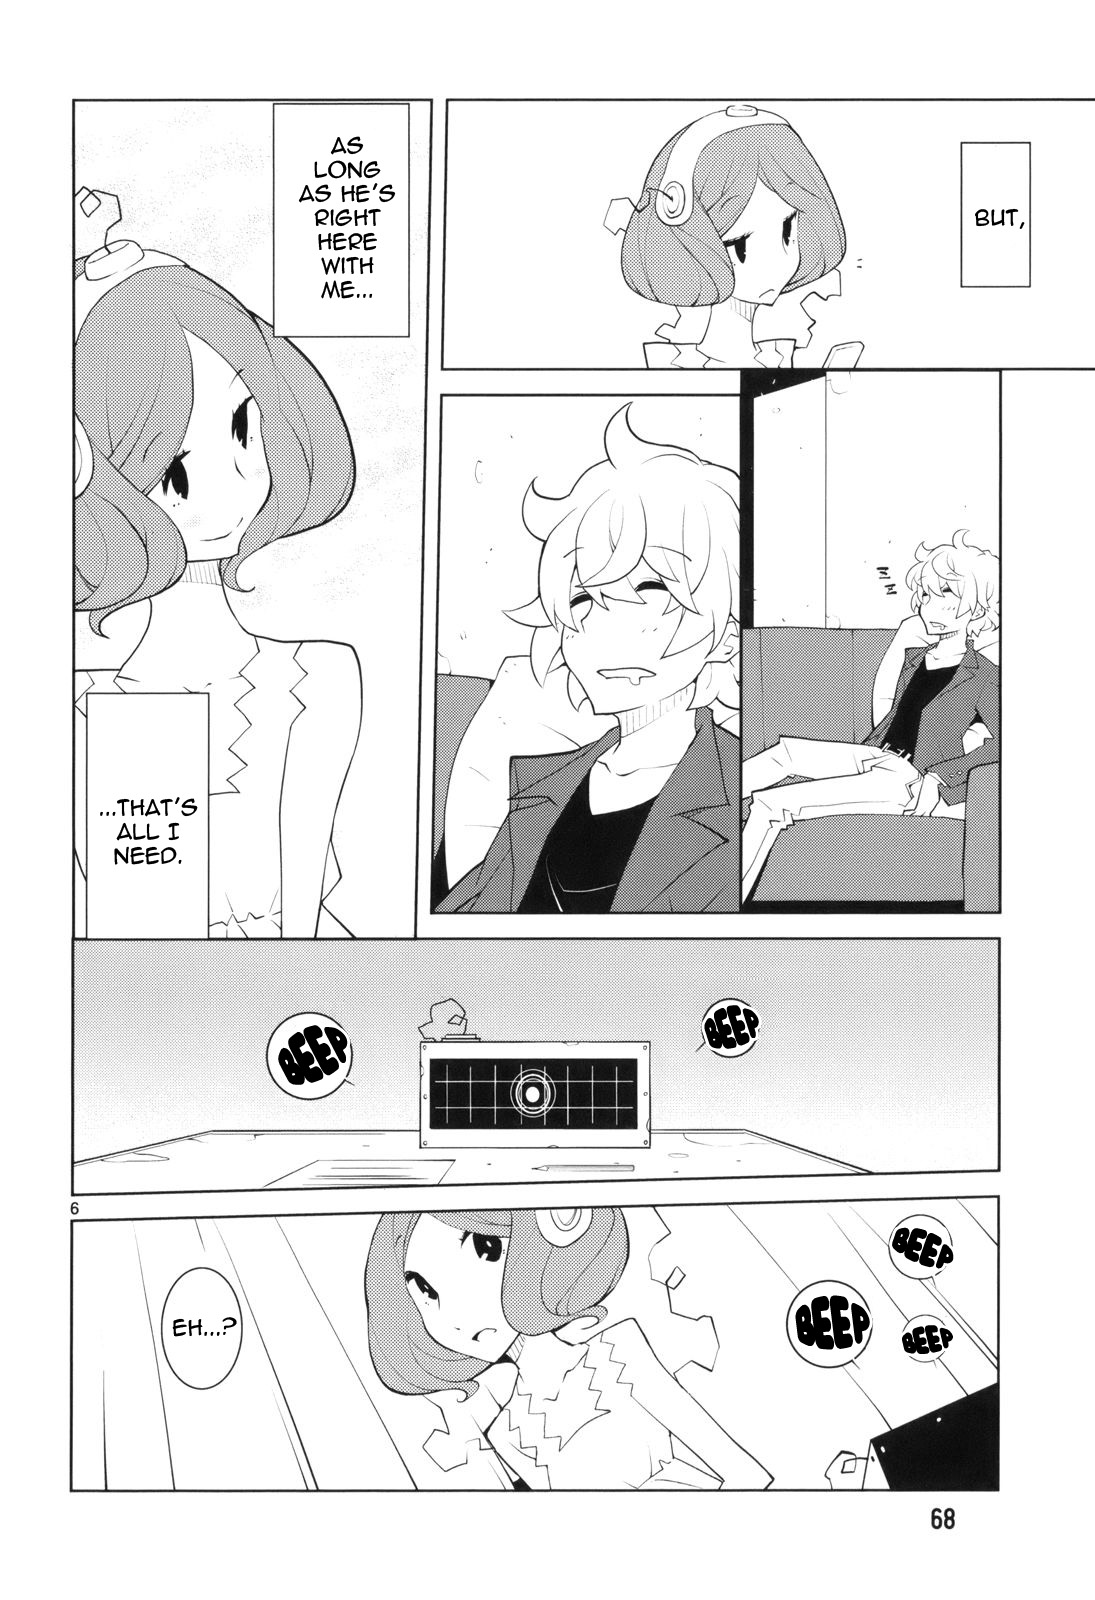 BUT,
AS
LONG
AS HE'S
RIGHT
HERE
WITH
ME...
...THAT'S
ALL I
NEED.
BEEP
BEEP
6
BEEP
BEEP
BEEP
EH...?
68